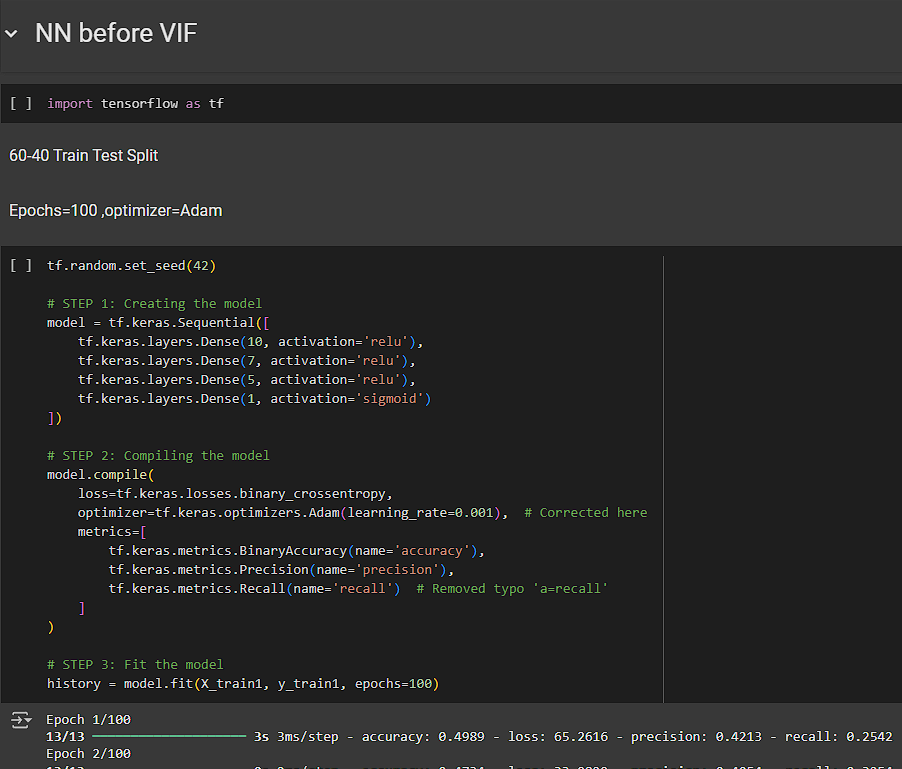 NN before VIF
[ ] import tensorflow as tf
60-40 Train Test Split
Epochs=100 ,optimizer=Adam
[ ] tf.random.set_seed(42)
# STEP 1: Creating the model
model = tf.keras.Sequential([
tf.keras.layers.Dense(10, activation='relu'),
tf.keras.layers.Dense(7, activation='relu'),
tf.keras.layers.Dense(5, activation='relu'),
tf.keras.layers.Dense(1, activation='sigmoid')
])
# STEP 2: Compiling the model
model.compile(
loss=tf.keras.losses.binary_crossentropy,
optimizer=tf.keras.optimizers.Adam(learning_rate=0.001),  # Corrected here
metrics=[
tf.keras.metrics.BinaryAccuracy(name='accuracy'),
tf.keras.metrics.Precision(name='precision'),
tf.keras.metrics.Recall(name='recall')  # Removed typo 'a=recall'
]
)
# STEP 3: Fit the model
history = model.fit(X_train1, y_train1, epochs=100)
Epoch 1/100
13/13 3s 3ms/step - accuracy: 0.4989 - loss: 65.2616 - precision: 0.4213 - recall: 0.2542
Epoch 2/100